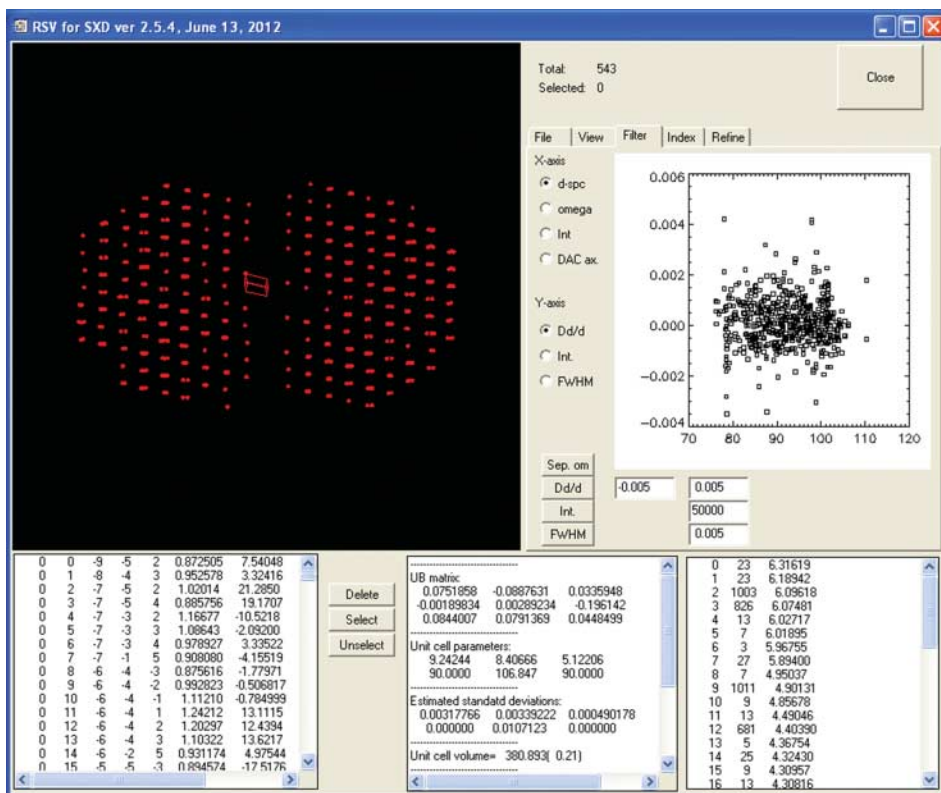 RSV for SXD ver 2.5.4, June 13, 2012
Total: 543
Selected: 0
Close
File View Filter Index Refine
X-axis
d-spc
omega
Int
DAC ax.
Y-axis
Dd/d
Int.
FWHM
0.006
0.004
0.002
0.000
-0.002
-0.004
70 80 90 100 110 120
Sep. om
Dd/d -0.005 0.005
Int. 50000
FWHM 0.005
0 0 -9 -5 2 0.872505 7.54048
0 1 -8 -4 3 0.952578 3.32416
0 2 -7 -5 2 1.02014 21.2850
0 3 -7 -5 4 0.885756 19.1707
0 4 -7 -3 2 1.16677 -10.5218
0 5 -7 -3 3 1.08643 -2.09200
0 6 -7 -3 4 0.978927 3.33522
0 7 -7 -1 5 0.908080 -4.15519
0 8 -6 -4 -3 0.875616 -1.77971
0 9 -6 -4 -2 0.992823 -0.506817
0 10 -6 -4 -1 1.11210 -0.784999
0 11 -6 -4 1 1.24212 13.1115
0 12 -6 -4 2 1.20297 12.4394
0 13 -6 -4 3 1.10322 13.6217
0 14 -6 -2 5 0.931174 4.97544
0 15 -5 -5 -3 0.894574 -17.5176
Delete
Select
Unselect
UB matrix:
0.0751858 -0.0887631 0.0335948
-0.00189834 0.00289234 -0.196142
0.0844007 0.0791369 0.0448499
Unit cell parameters:
9.24244 8.40666 5.12206
90.0000 106.847 90.0000
Estimated standatd deviations:
0.00317766 0.00339222 0.000490178
0.000000 0.0107123 0.000000
Unit cell volume= 380.893( 0.21)
0 23 6.31619
1 23 6.18942
2 1003 6.09618
3 826 6.07481
4 13 6.02717
5 7 6.01895
6 3 5.96755
7 27 5.89400
8 7 4.95037
9 1011 4.90131
10 9 4.85678
11 13 4.49046
12 681 4.40390
13 5 4.36754
14 25 4.32430
15 9 4.30957
16 13 4.30816